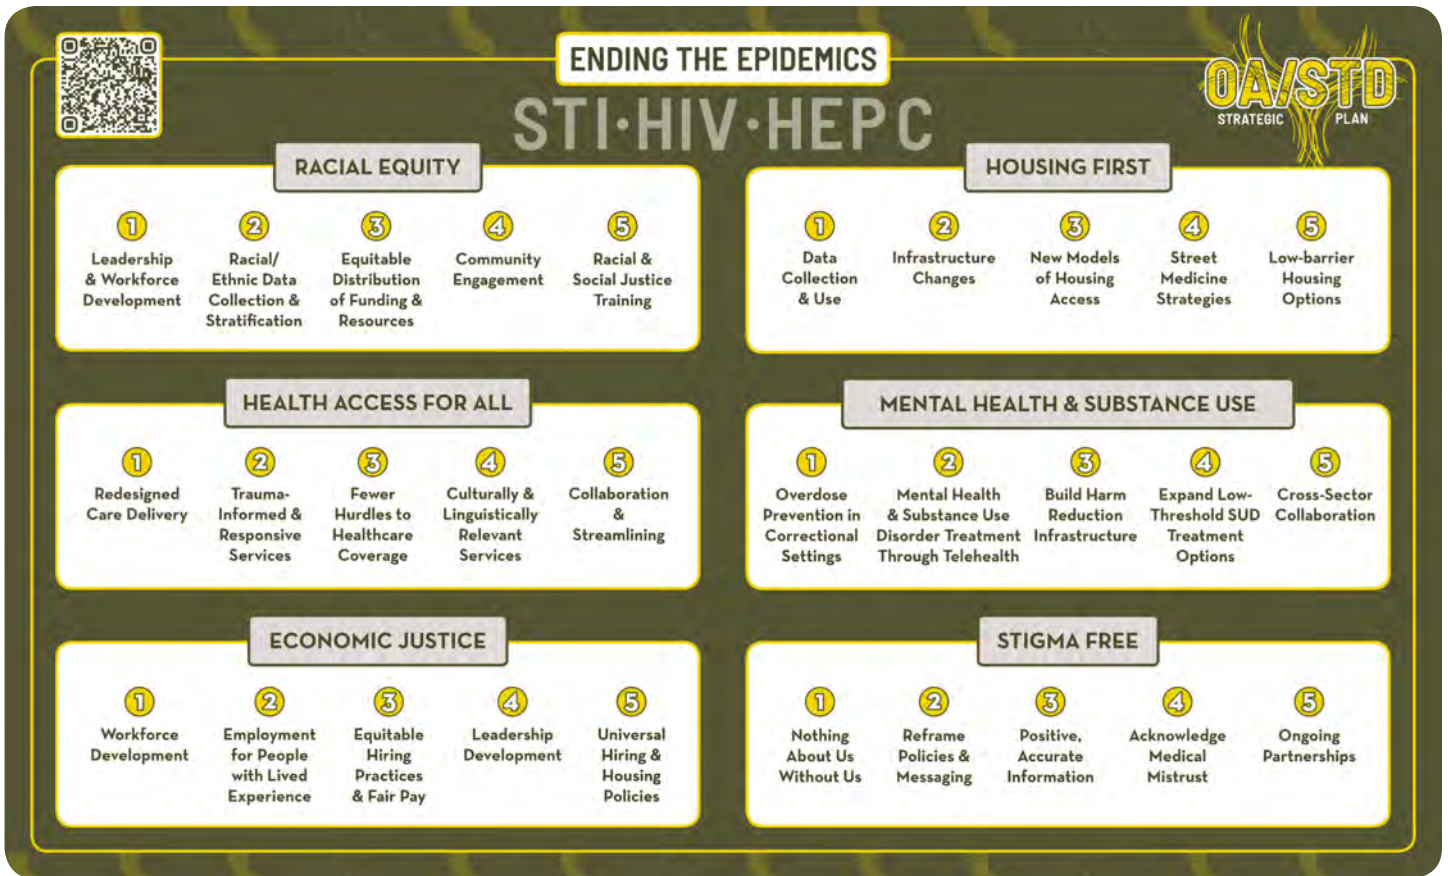 ENDING THE EPIDEMICS
STI·HIV·HEP C
OA/STD
STRATEGIC PLAN
RACIAL EQUITY
1
Leadership
& Workforce
Development
2
Racial/
Ethnic Data
Collection &
Stratification
3
Equitable
Distribution
of Funding &
Resources
4
Community
Engagement
5
Racial &
Social Justice
Training
HOUSING FIRST
1
Data
Collection
& Use
2
Infrastructure
Changes
3
New Models
of Housing
Access
4
Street
Medicine
Strategies
5
Low-barrier
Housing
Options
HEALTH ACCESS FOR ALL
1
Redesigned
Care Delivery
2
Trauma-
Informed &
Responsive
Services
3
Fewer
Hurdles to
Healthcare
Coverage
4
Culturally &
Linguistically
Relevant
Services
5
Collaboration
&
Streamlining
MENTAL HEALTH & SUBSTANCE USE
1
Overdose
Prevention in
Correctional
Settings
2
Mental Health
& Substance Use
Disorder Treatment
Through Telehealth
3
Build Harm
Reduction
Infrastructure
4
Expand Low-
Threshold SUD
Treatment
Options
5
Cross-Sector
Collaboration
ECONOMIC JUSTICE
1
Workforce
Development
2
Employment
for People
with Lived
Experience
3
Equitable
Hiring
Practices
& Fair Pay
4
Leadership
Development
5
Universal
Hiring &
Housing
Policies
STIGMA FREE
1
Nothing
About Us
Without Us
2
Reframe
Policies &
Messaging
3
Positive,
Accurate
Information
4
Acknowledge
Medical
Mistrust
5
Ongoing
Partnerships